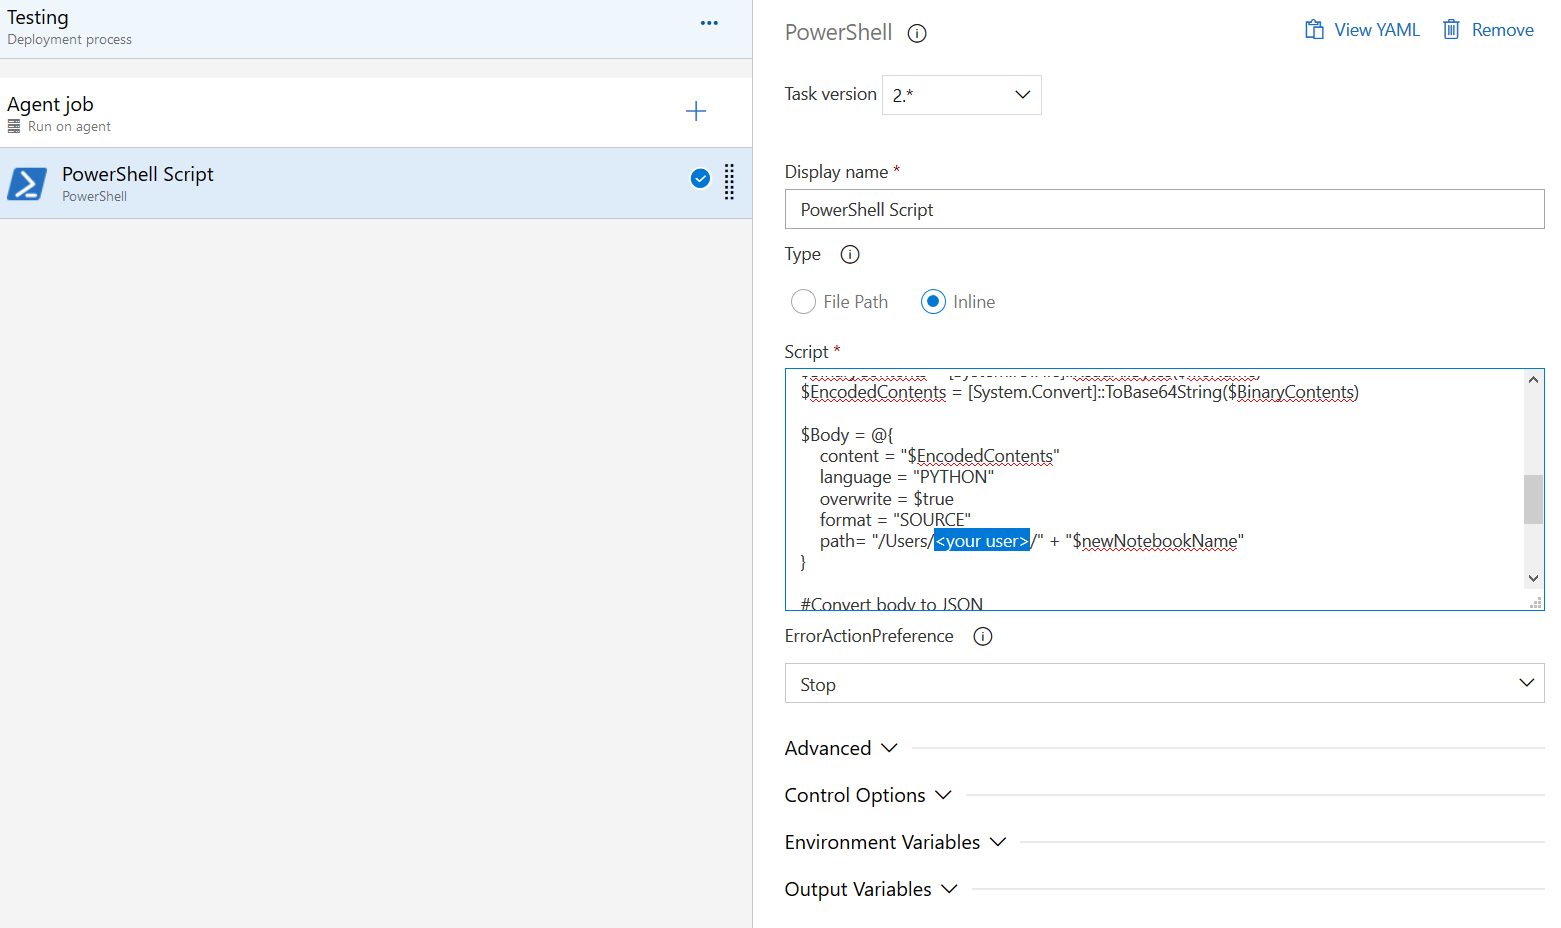 Testing
Deployment process
Agent job
Run on agent
PowerShell Script
PowerShell
PowerShell
View YAML
Remove
Task version
2.*
Display name *
PowerShell Script
Type
File Path
Inline
Script *
$EncodedContents = [System.Convert]::ToBase64String($BinaryContents)
$Body = @{
content = "$EncodedContents"
language = "PYTHON"
overwrite = $true
format = "SOURCE"
path= "/Users/<your user>/" + "$newNotebookName"
}
#Convert body to JSON
ErrorActionPreference
Stop
Advanced
Control Options
Environment Variables
Output Variables